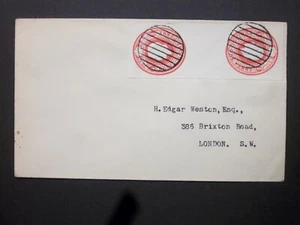 H. Edgar Weston, Esq.,
386 Brixton Road,
LONDON. S.W.